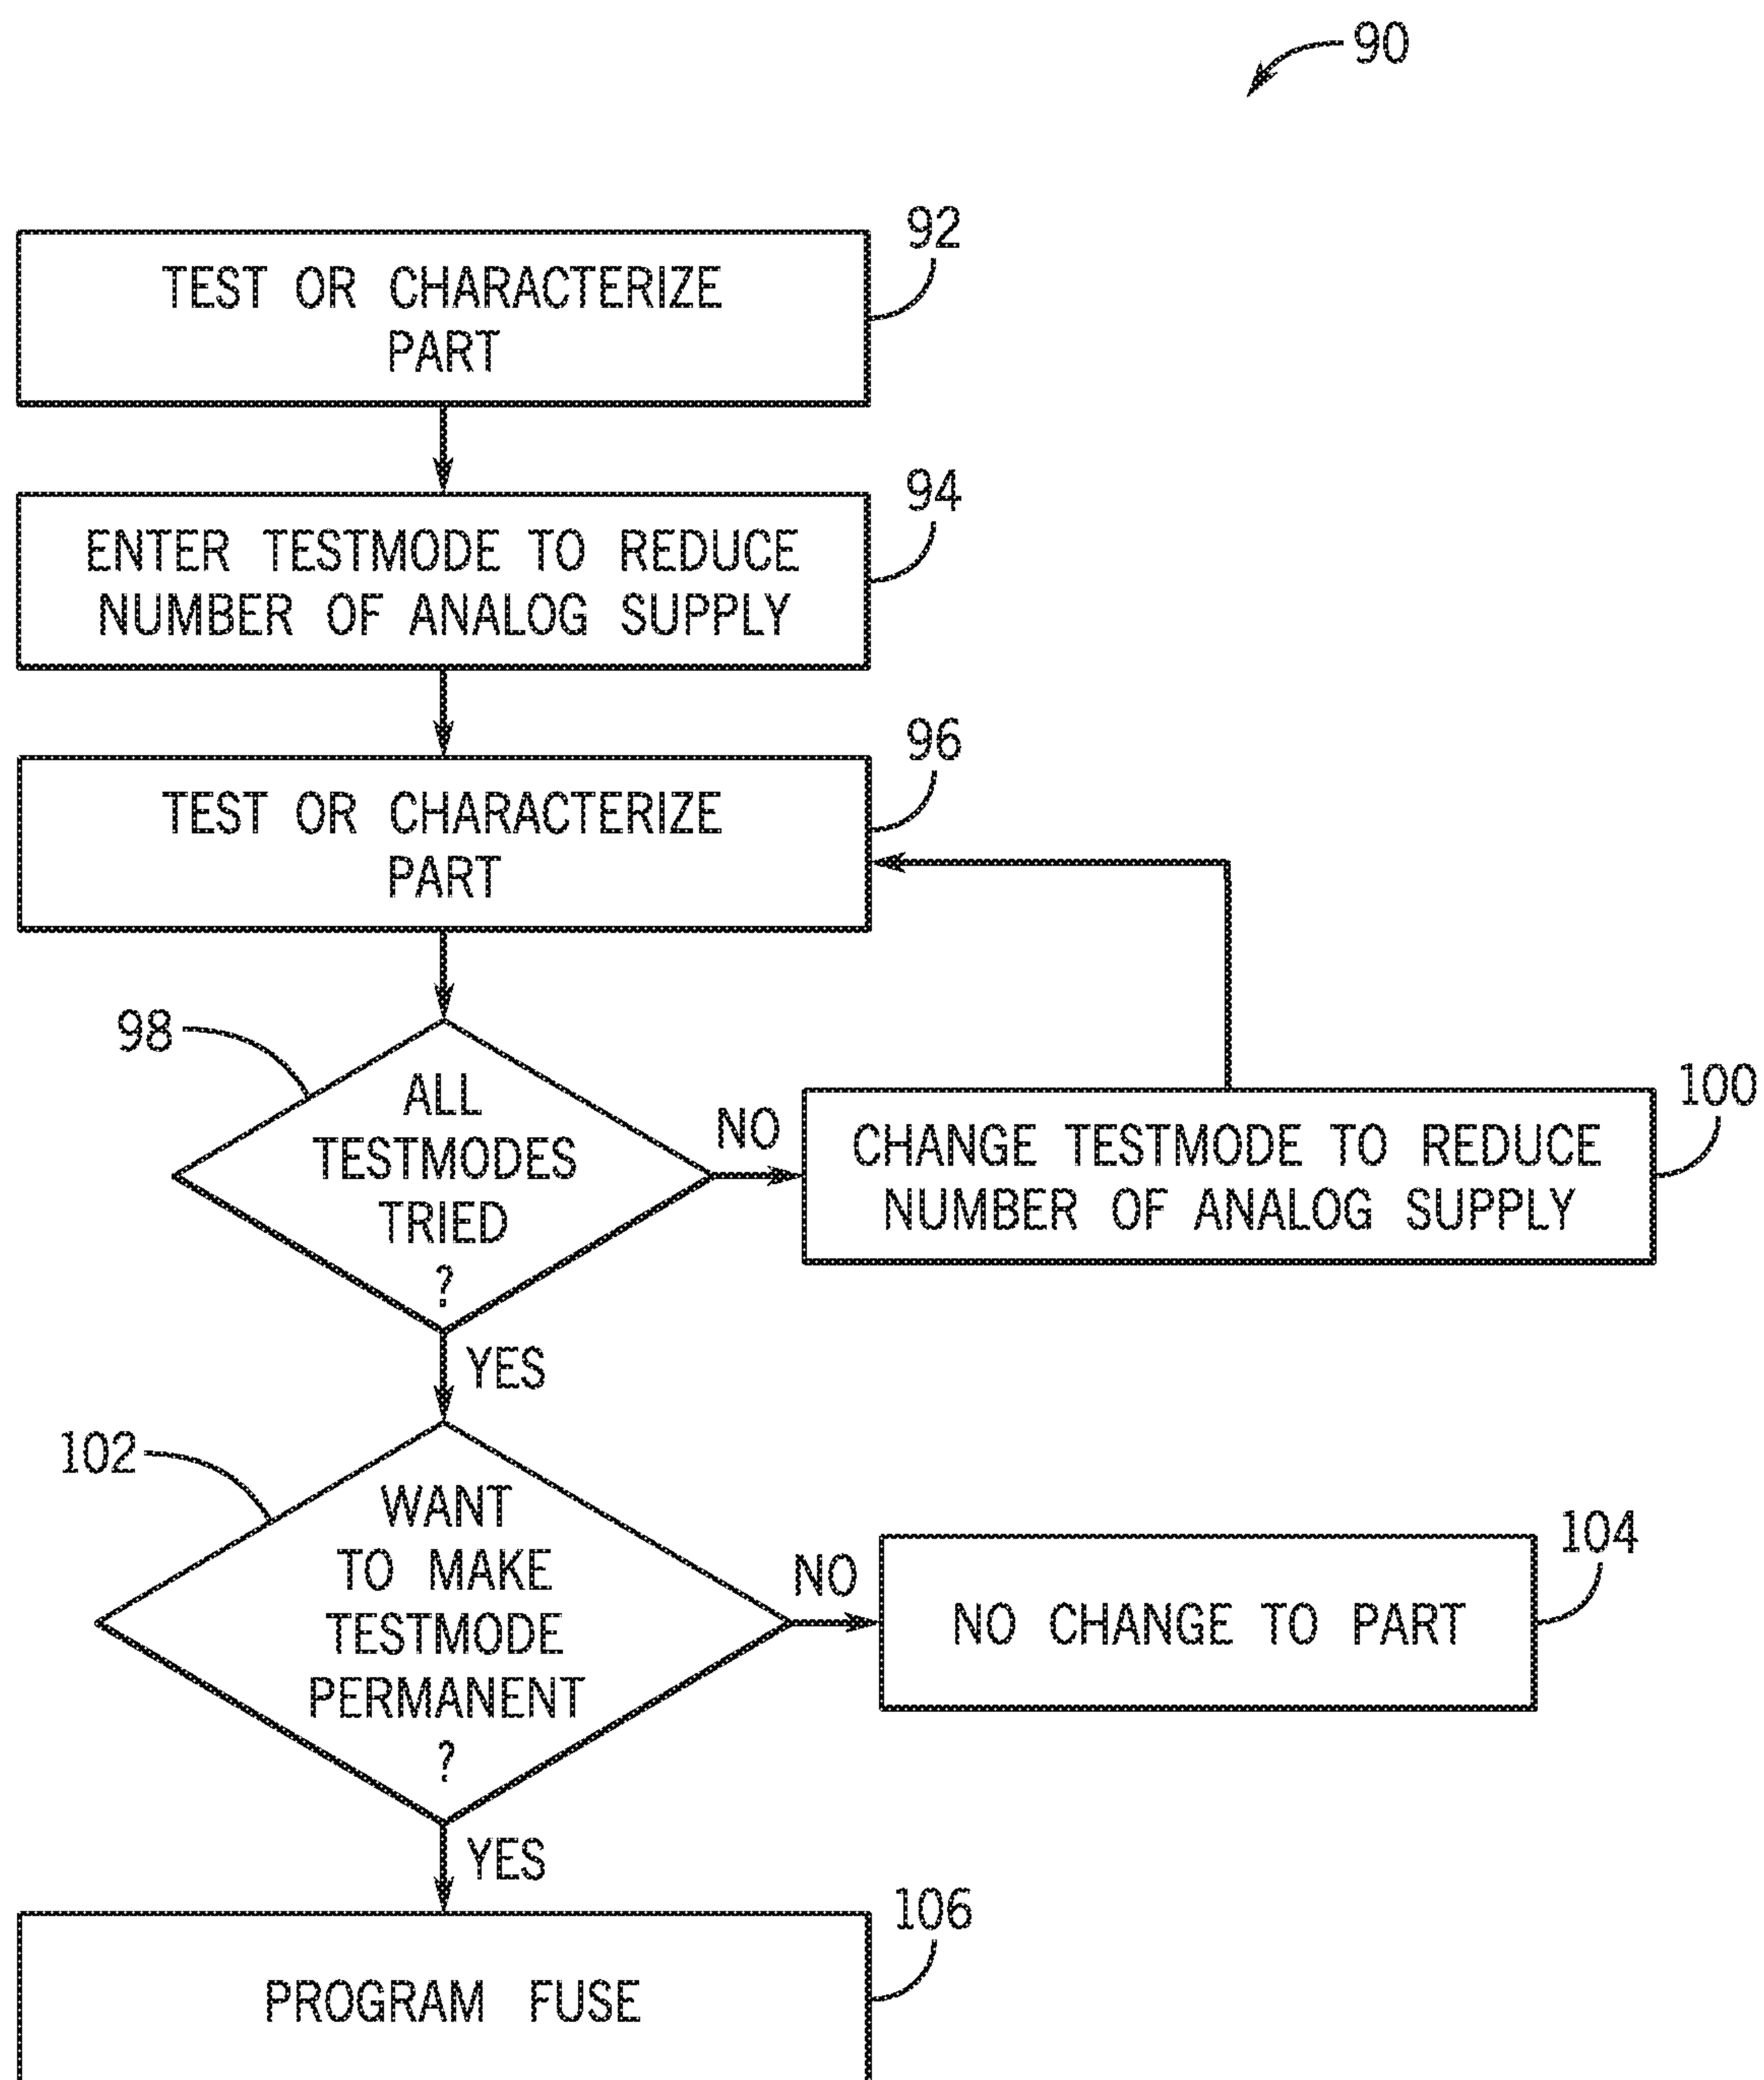 90
92
TEST OR CHARACTERIZE
PART
94
ENTER TESTMODE TO REDUCE
NUMBER OF ANALOG SUPPLY
96
TEST OR CHARACTERIZE
PART
98
ALL
TESTMODES
TRIED
?
NO
100
CHANGE TESTMODE TO REDUCE
NUMBER OF ANALOG SUPPLY
YES
102
WANT
TO MAKE
TESTMODE
PERMANENT
?
NO
104
NO CHANGE TO PART
YES
106
PROGRAM FUSE